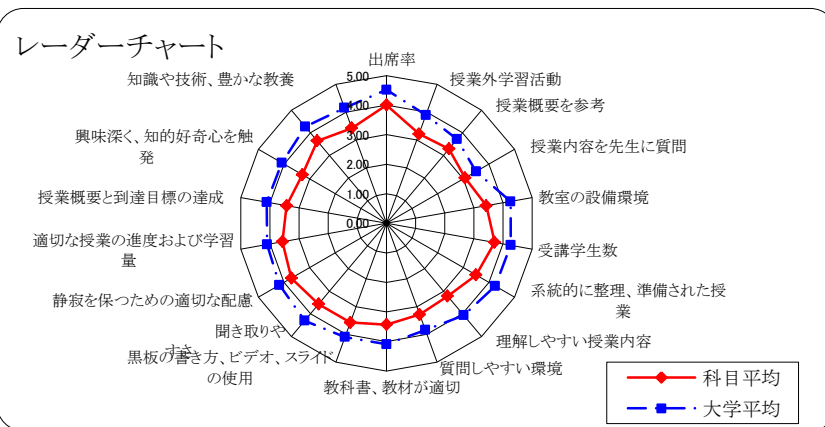 レーダーチャート
出席率
授業外学習活動
授業概要を参考
授業内容を先生に質問
教室の設備環境
受講学生数
系統的に整理、準備された授
業
理解しやすい授業内容
質問しやすい環境
教科書、教材が適切
黒板の書き方、ビデオ、スライド
の使用
聞き取りや
すさ
静寂を保つための適切な配慮
適切な授業の進度および学習
量
授業概要と到達目標の達成
興味深く、知的好奇心を触
発
知識や技術、豊かな教養
5.00
4.00
3.00
2.00
1.00
0.00
科目平均
大学平均